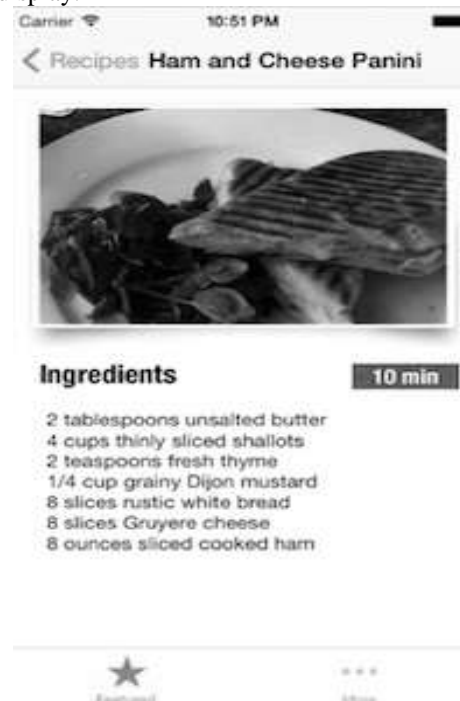 display.
Carrier 10:51 PM
Recipes Ham and Cheese Panini
Ingredients 10 min
2 tablespoons unsalted butter
4 cups thinly sliced shallots
2 teaspoons fresh thyme
1/4 cup grainy Dijon mustard
8 slices rustic white bread
8 slices Gruyere cheese
8 ounces sliced cooked ham